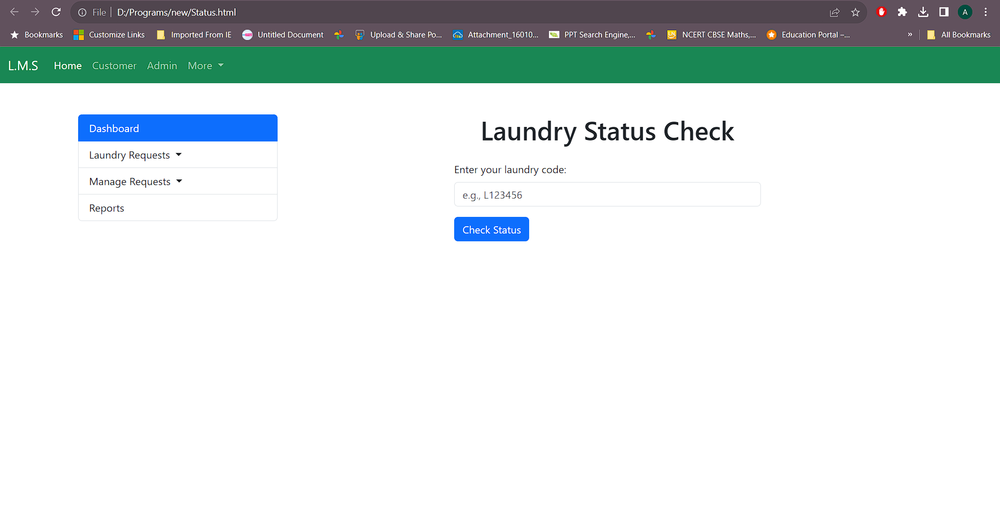 File D:/Programs/new/Status.html
A
Bookmarks Customize Links Imported From IE Untitled Document Upload & Share Po... Attachment_16010... PPT Search Engine,... NCERT CBSE Maths,... Education Portal –... » All Bookmarks
L.M.S Home Customer Admin More
Dashboard
Laundry Requests
Manage Requests
Reports
Laundry Status Check
Enter your laundry code:
e.g., L123456
Check Status